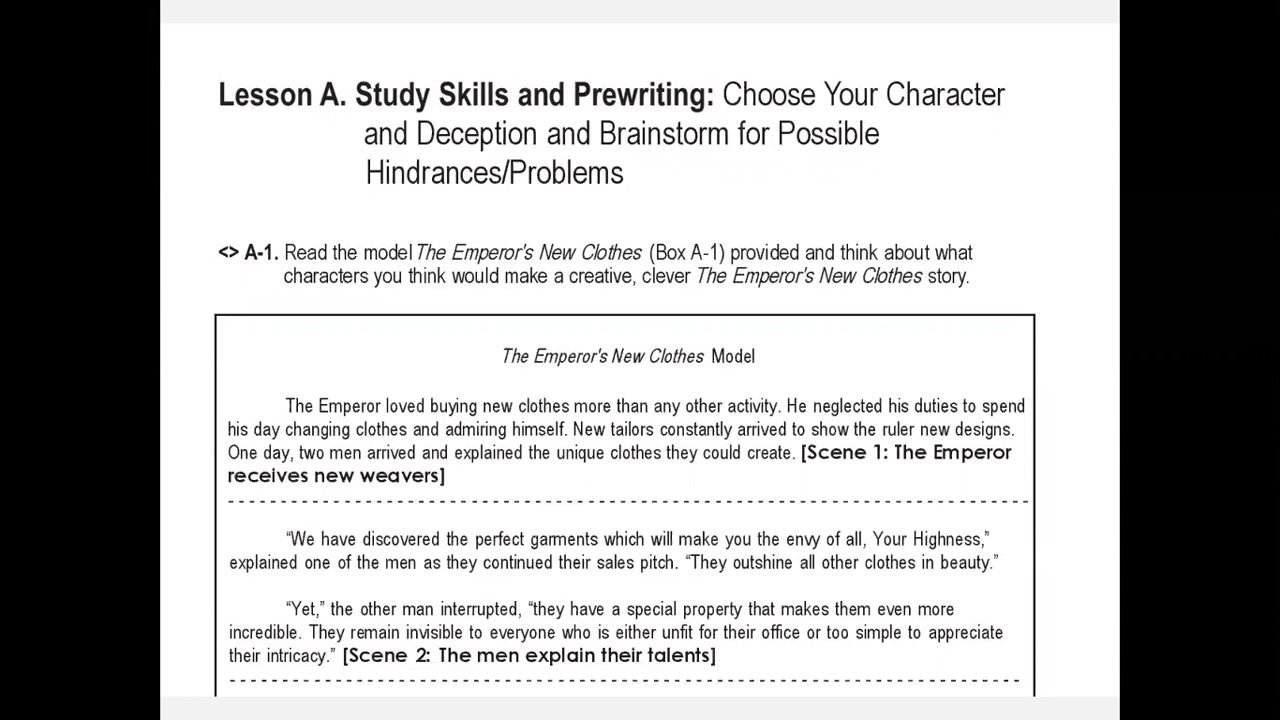 Lesson A. Study Skills and Prewriting: Choose Your Character
and Deception and Brainstorm for Possible
Hindrances/Problems
<> A-1. Read the model The Emperor's New Clothes (Box A-1) provided and think about what
characters you think would make a creative, clever The Emperor's New Clothes story.
The Emperor's New Clothes Model
The Emperor loved buying new clothes more than any other activity. He neglected his duties to spend
his day changing clothes and admiring himself. New tailors constantly arrived to show the ruler new designs.
One day, two men arrived and explained the unique clothes they could create. [Scene 1: The Emperor
receives new weavers]
“We have discovered the perfect garments which will make you the envy of all, Your Highness,”
explained one of the men as they continued their sales pitch. “They outshine all other clothes in beauty.”
“Yet,” the other man interrupted, “they have a special property that makes them even more
incredible. They remain invisible to everyone who is either unfit for their office or too simple to appreciate
their intricacy.” [Scene 2: The men explain their talents]